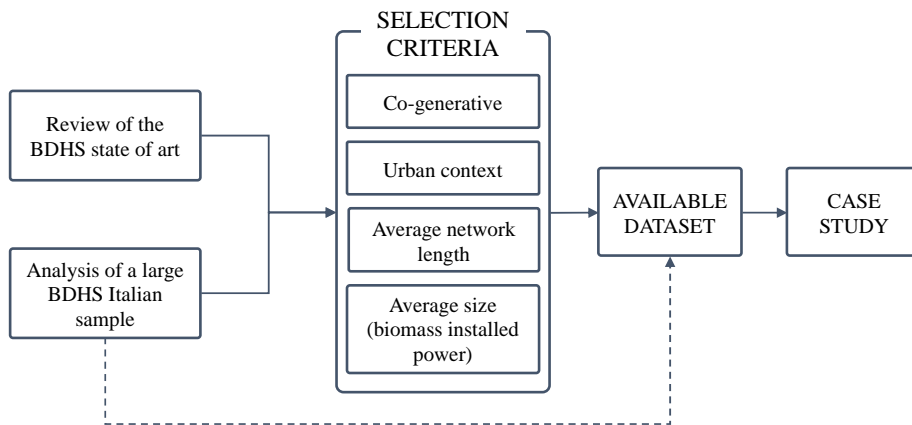 SELECTION
CRITERIA
Review of the
BDHS state of art
Analysis of a large
BDHS Italian
sample
Co-generative
Urban context
Average network
length
Average size
(biomass installed
power)
AVAILABLE
DATASET
CASE
STUDY